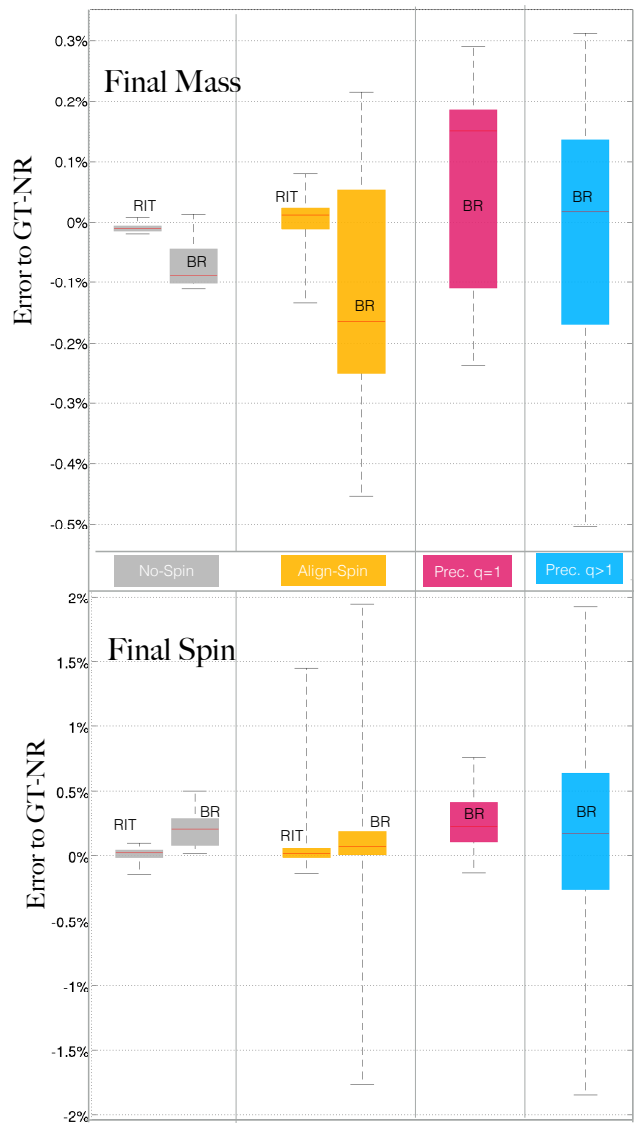 0.3%
Final Mass
0.2%
0.1%
RIT
RIT
BR
BR
0%
BR
-0.1%
BR
-0.2%
-0.3%
-0.4%
-0.5%
Error to GT-NR
No-Spin
Align-Spin
Prec. q=1
Prec. q>1
2%
Final Spin
1.5%
1%
0.5%
RIT
BR
RIT
BR
BR
BR
0%
-0.5%
-1%
-1.5%
-2%
Error to GT-NR